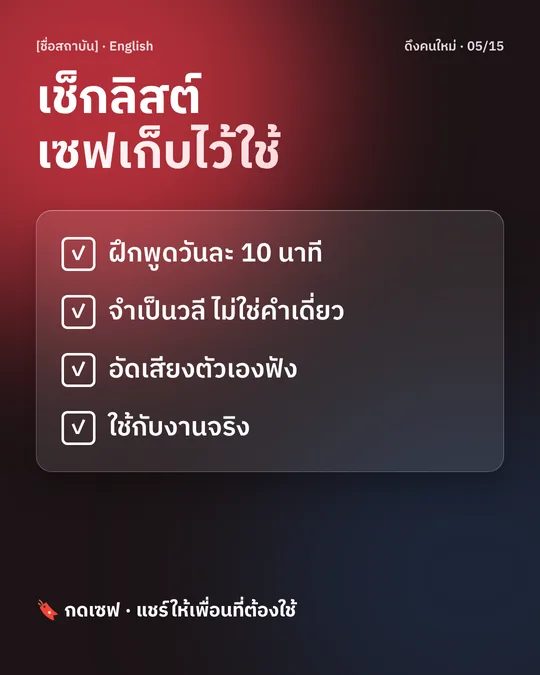 [ชื่อสถาบัน] · English
ดึงคนใหม่ · 05/15
เช็กลิสต์
เซฟเก็บไว้ใช้
ฝึกพูดวันละ 10 นาที
จำเป็นวลี ไม่ใช่คำเดี่ยว
อัดเสียงตัวเองฟัง
ใช้กับงานจริง
🔖 กดเซฟ · แชร์ให้เพื่อนที่ต้องใช้